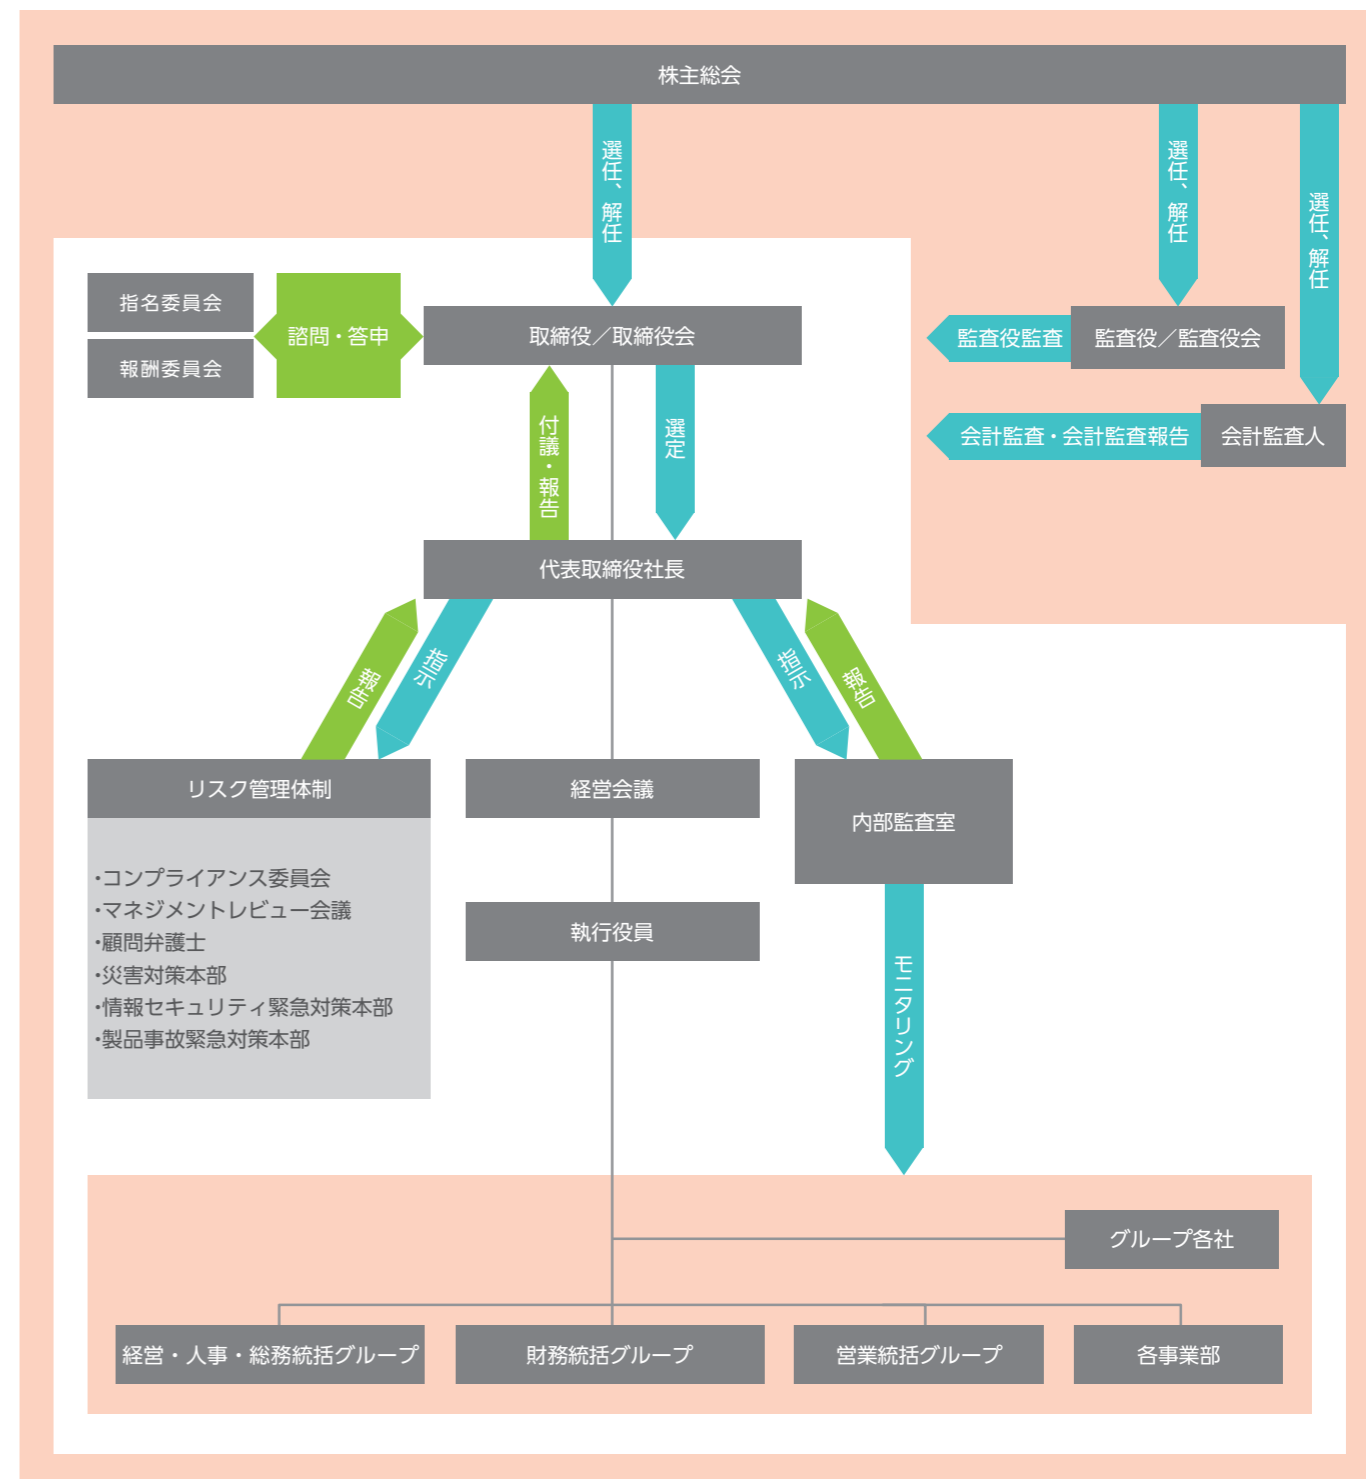 株主総会
選任、解任
選任、解任
選任、解任
指名委員会
報酬委員会
諮問・答申
取締役／取締役会
監査役監査
監査役／監査役会
会計監査・会計監査報告
会計監査人
付議・報告
選定
代表取締役社長
報告
指示
指示
報告
リスク管理体制
・コンプライアンス委員会
・マネジメントレビュー会議
・顧問弁護士
・災害対策本部
・情報セキュリティ緊急対策本部
・製品事故緊急対策本部
経営会議
執行役員
内部監査室
モニタリング
グループ各社
経営・人事・総務統括グループ
財務統括グループ
営業統括グループ
各事業部